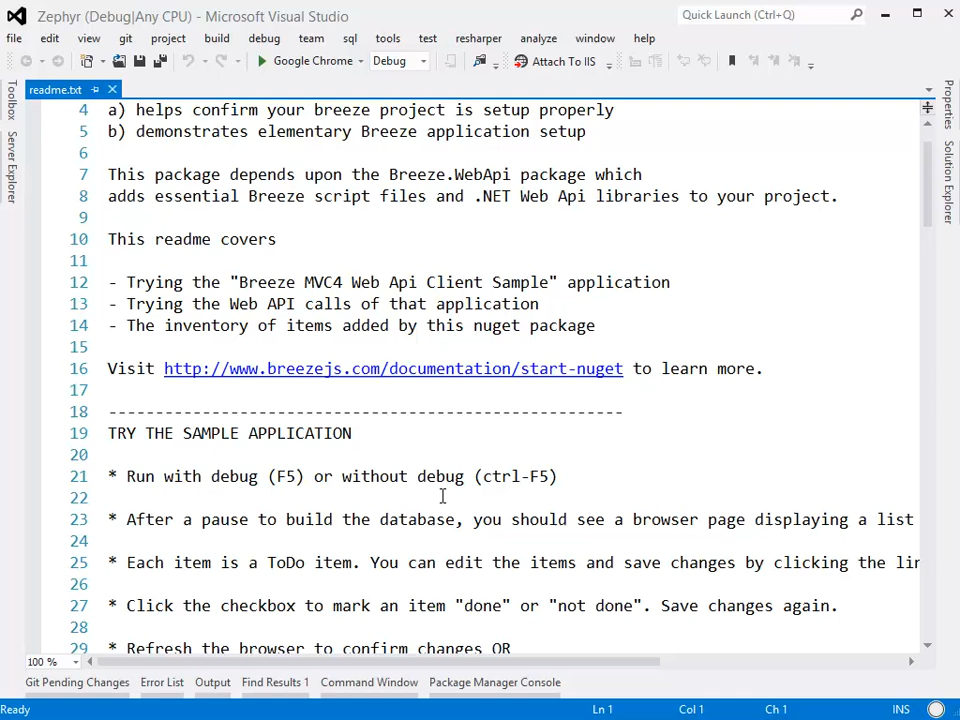 Zephyr (Debug|Any CPU) - Microsoft Visual Studio
Quick Launch (Ctrl+Q)
file edit view git project build debug team sql tools test resharper analyze window help
Google Chrome Debug Attach To IIS
readme.txt
Toolbox
Server Explorer
Properties
Solution Explorer
4 a) helps confirm your breeze project is setup properly
5 b) demonstrates elementary Breeze application setup
6
7 This package depends upon the Breeze.WebApi package which
8 adds essential Breeze script files and .NET Web Api libraries to your project.
9
10 This readme covers
11
12 - Trying the "Breeze MVC4 Web Api Client Sample" application
13 - Trying the Web API calls of that application
14 - The inventory of items added by this nuget package
15
16 Visit http://www.breezejs.com/documentation/start-nuget to learn more.
17
18 -------------------------------------------------------
19 TRY THE SAMPLE APPLICATION
20
21 * Run with debug (F5) or without debug (ctrl-F5)
22
23 * After a pause to build the database, you should see a browser page displaying a list
24
25 * Each item is a ToDo item. You can edit the items and save changes by clicking the lin
26
27 * Click the checkbox to mark an item "done" or "not done". Save changes again.
28
29 * Refresh the browser to confirm changes OR
100 %
Git Pending Changes Error List Output Find Results 1 Command Window Package Manager Console
Ready Ln 1 Col 1 Ch 1 INS